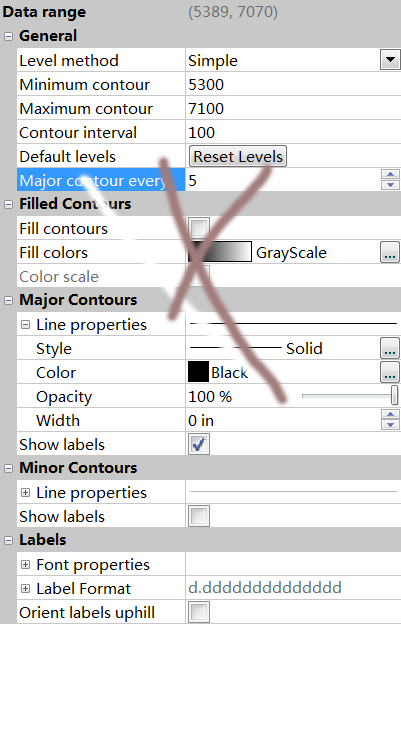 Data range (5389, 7070)
General
Level method Simple
Minimum contour 5300
Maximum contour 7100
Contour interval 100
Default levels Reset Levels
Major contour every 5
Filled Contours
Fill contours
Fill colors GrayScale ...
Color scale
Major Contours
Line properties
Style Solid ...
Color Black ...
Opacity 100 %
Width 0 in
Show labels
Minor Contours
Line properties
Show labels
Labels
Font properties
Label Format d.dddddddddddddd
Orient labels uphill